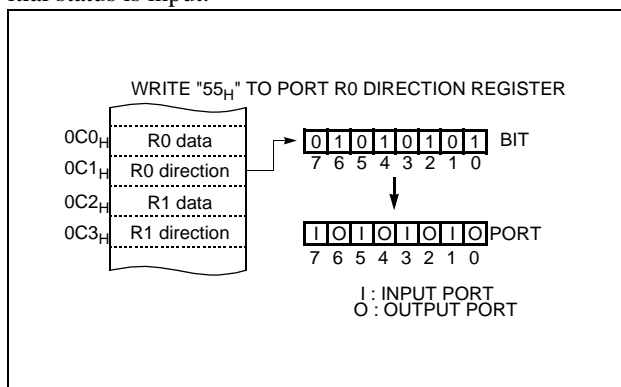 itial status is input.
WRITE "55H" TO PORT R0 DIRECTION REGISTER
0C0H R0 data
0C1H R0 direction
0C2H R1 data
0C3H R1 direction
0 1 0 1 0 1 0 1 BIT
7 6 5 4 3 2 1 0
I O I O I O I O PORT
7 6 5 4 3 2 1 0
I : INPUT PORT
O : OUTPUT PORT